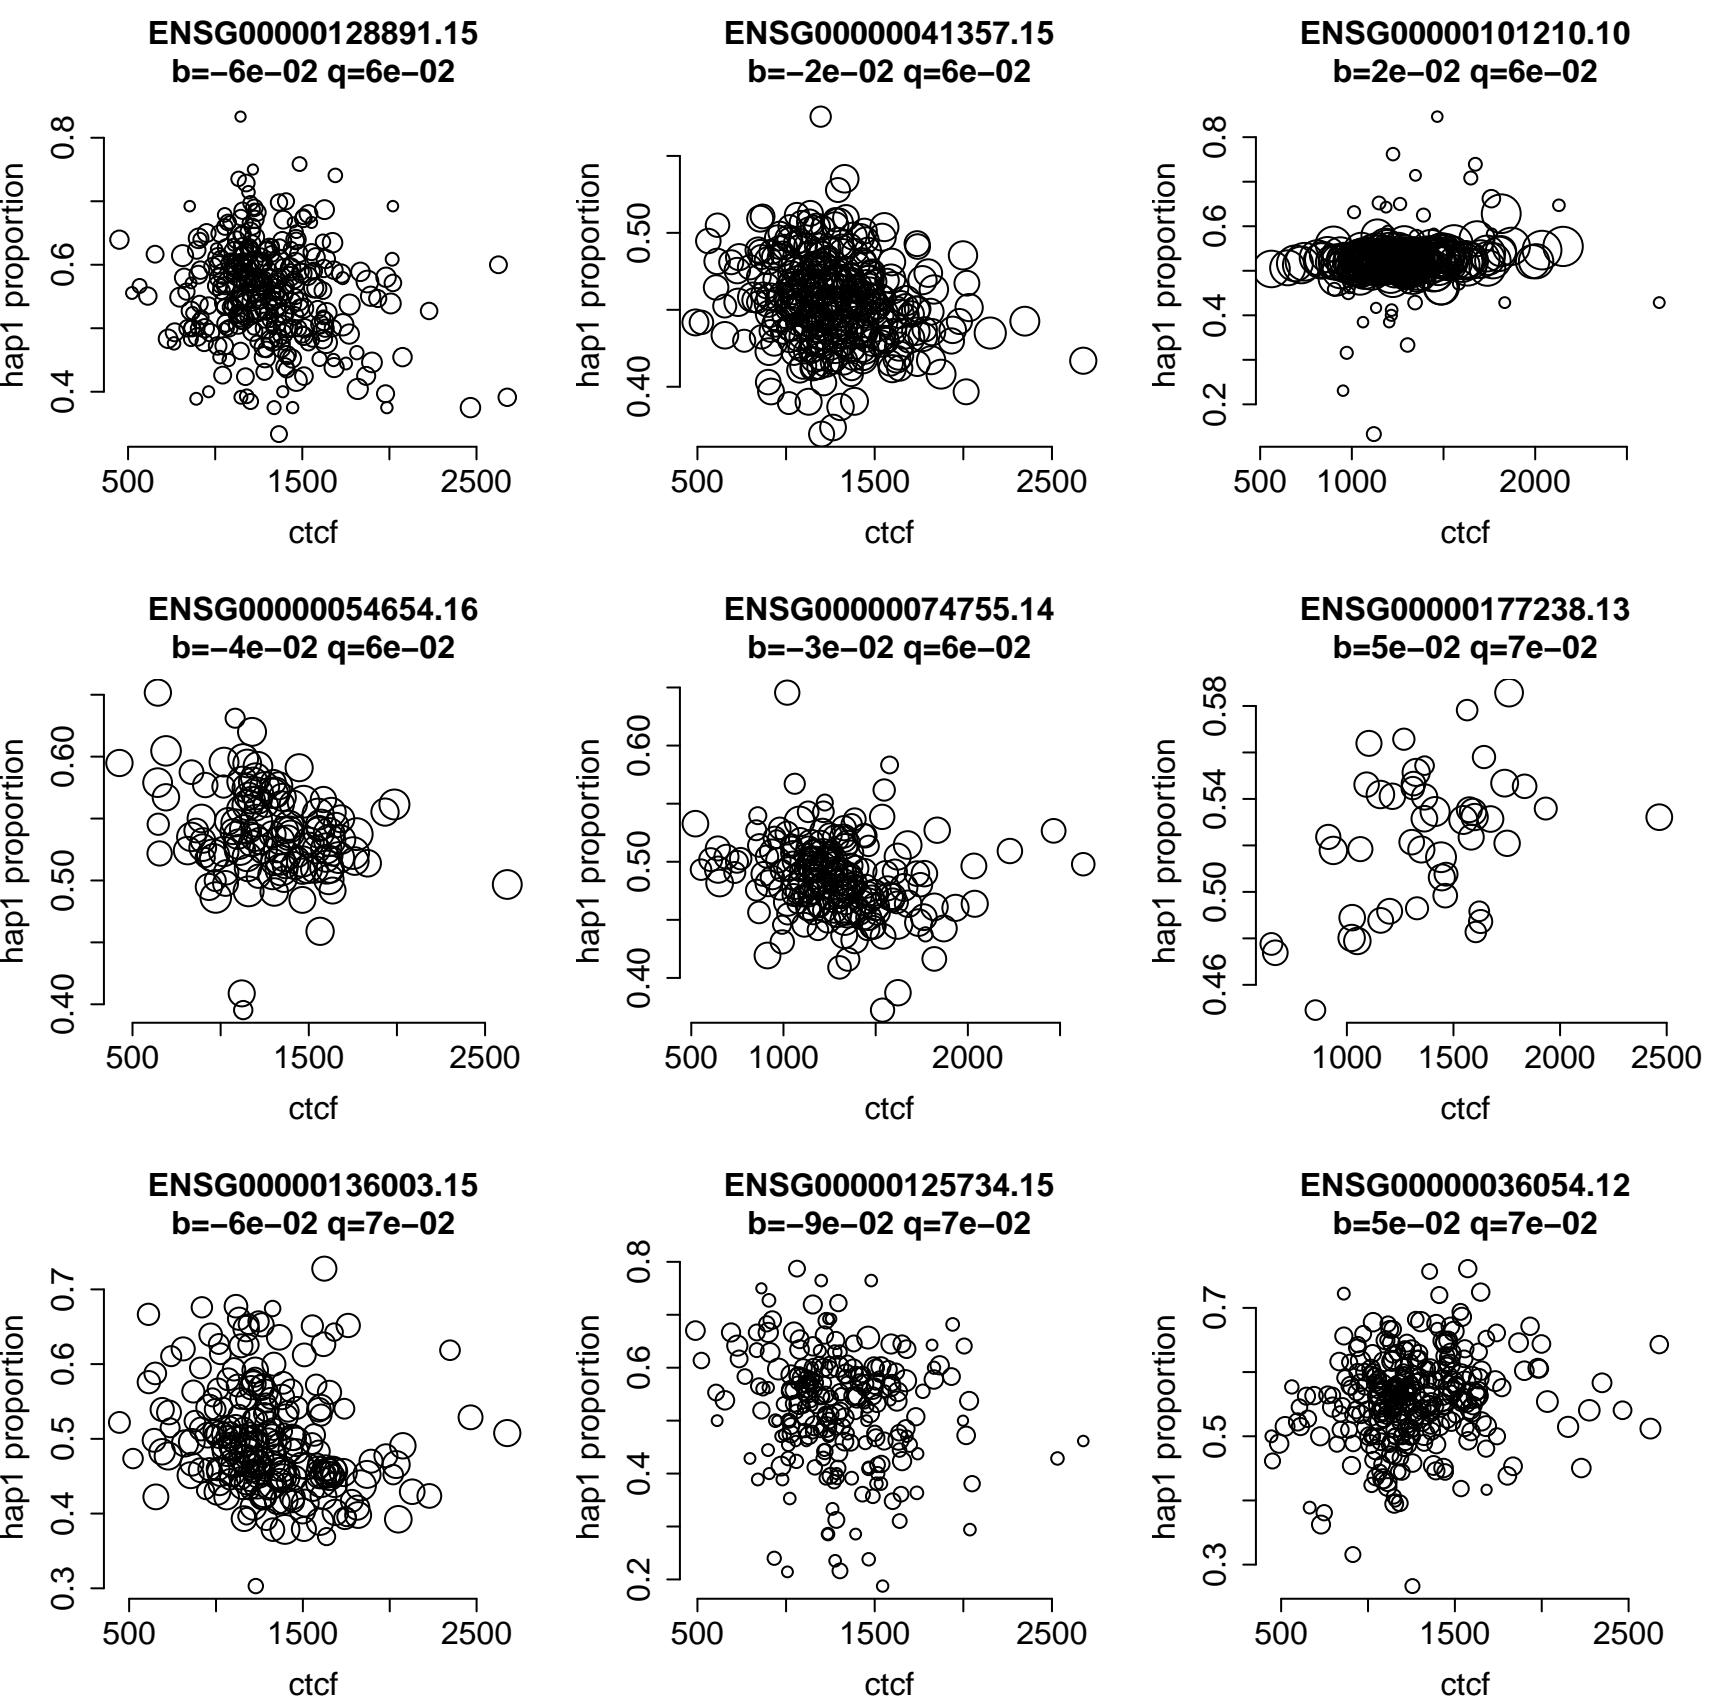 ENSG00000128891.15
b=−6e−02 q=6e−02
hap1 proportion
0.4 0.6 0.8
500 1500 2500
ctcf
ENSG00000041357.15
b=−2e−02 q=6e−02
hap1 proportion
0.40 0.50
500 1500 2500
ctcf
ENSG00000101210.10
b=2e−02 q=6e−02
hap1 proportion
0.2 0.4 0.6 0.8
500 1000 2000
ctcf
ENSG00000054654.16
b=−4e−02 q=6e−02
hap1 proportion
0.40 0.50 0.60
500 1500 2500
ctcf
ENSG00000074755.14
b=−3e−02 q=6e−02
hap1 proportion
0.40 0.50 0.60
500 1000 2000
ctcf
ENSG00000177238.13
b=5e−02 q=7e−02
hap1 proportion
0.46 0.50 0.54 0.58
1000 1500 2000 2500
ctcf
ENSG00000136003.15
b=−6e−02 q=7e−02
hap1 proportion
0.3 0.4 0.5 0.6 0.7
500 1500 2500
ctcf
ENSG00000125734.15
b=−9e−02 q=7e−02
hap1 proportion
0.2 0.4 0.6 0.8
500 1500 2500
ctcf
ENSG00000036054.12
b=5e−02 q=7e−02
hap1 proportion
0.3 0.5 0.7
500 1500 2500
ctcf